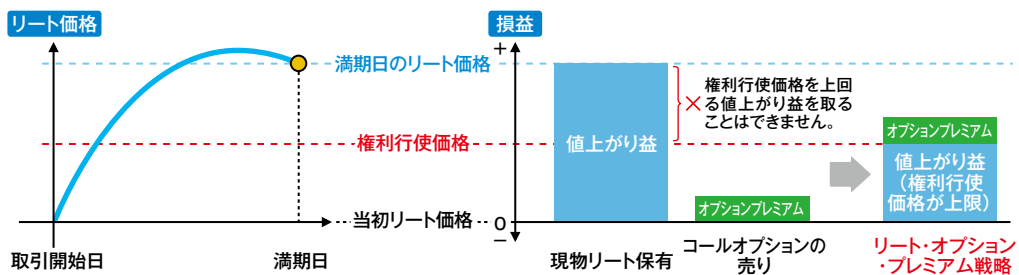 リート価格
満期日のリート価格
権利行使価格
当初リート価格
取引開始日
満期日
損益
+
0
−
値上がり益
×
権利行使価格を上回
る値上がり益を取る
ことはできません。
オプションプレミアム
オプションプレミアム
値上がり益
(権利行使
価格が上限)
現物リート保有
コールオプションの
売り
リート・オプション
・プレミアム戦略